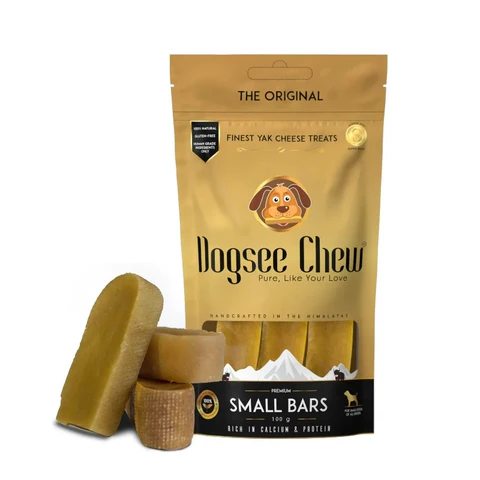 THE ORIGINAL
100% NATURAL
GLUTEN-FREE
HUMAN GRADE
INGREDIENTS
ONLY
FINEST YAK CHEESE TREATS
Dogsee Chew
Pure, Like Your Love
HANDCRAFTED IN THE HIMALAYAS
PREMIUM
SMALL BARS
100 g
RICH IN CALCIUM & PROTEIN
100%